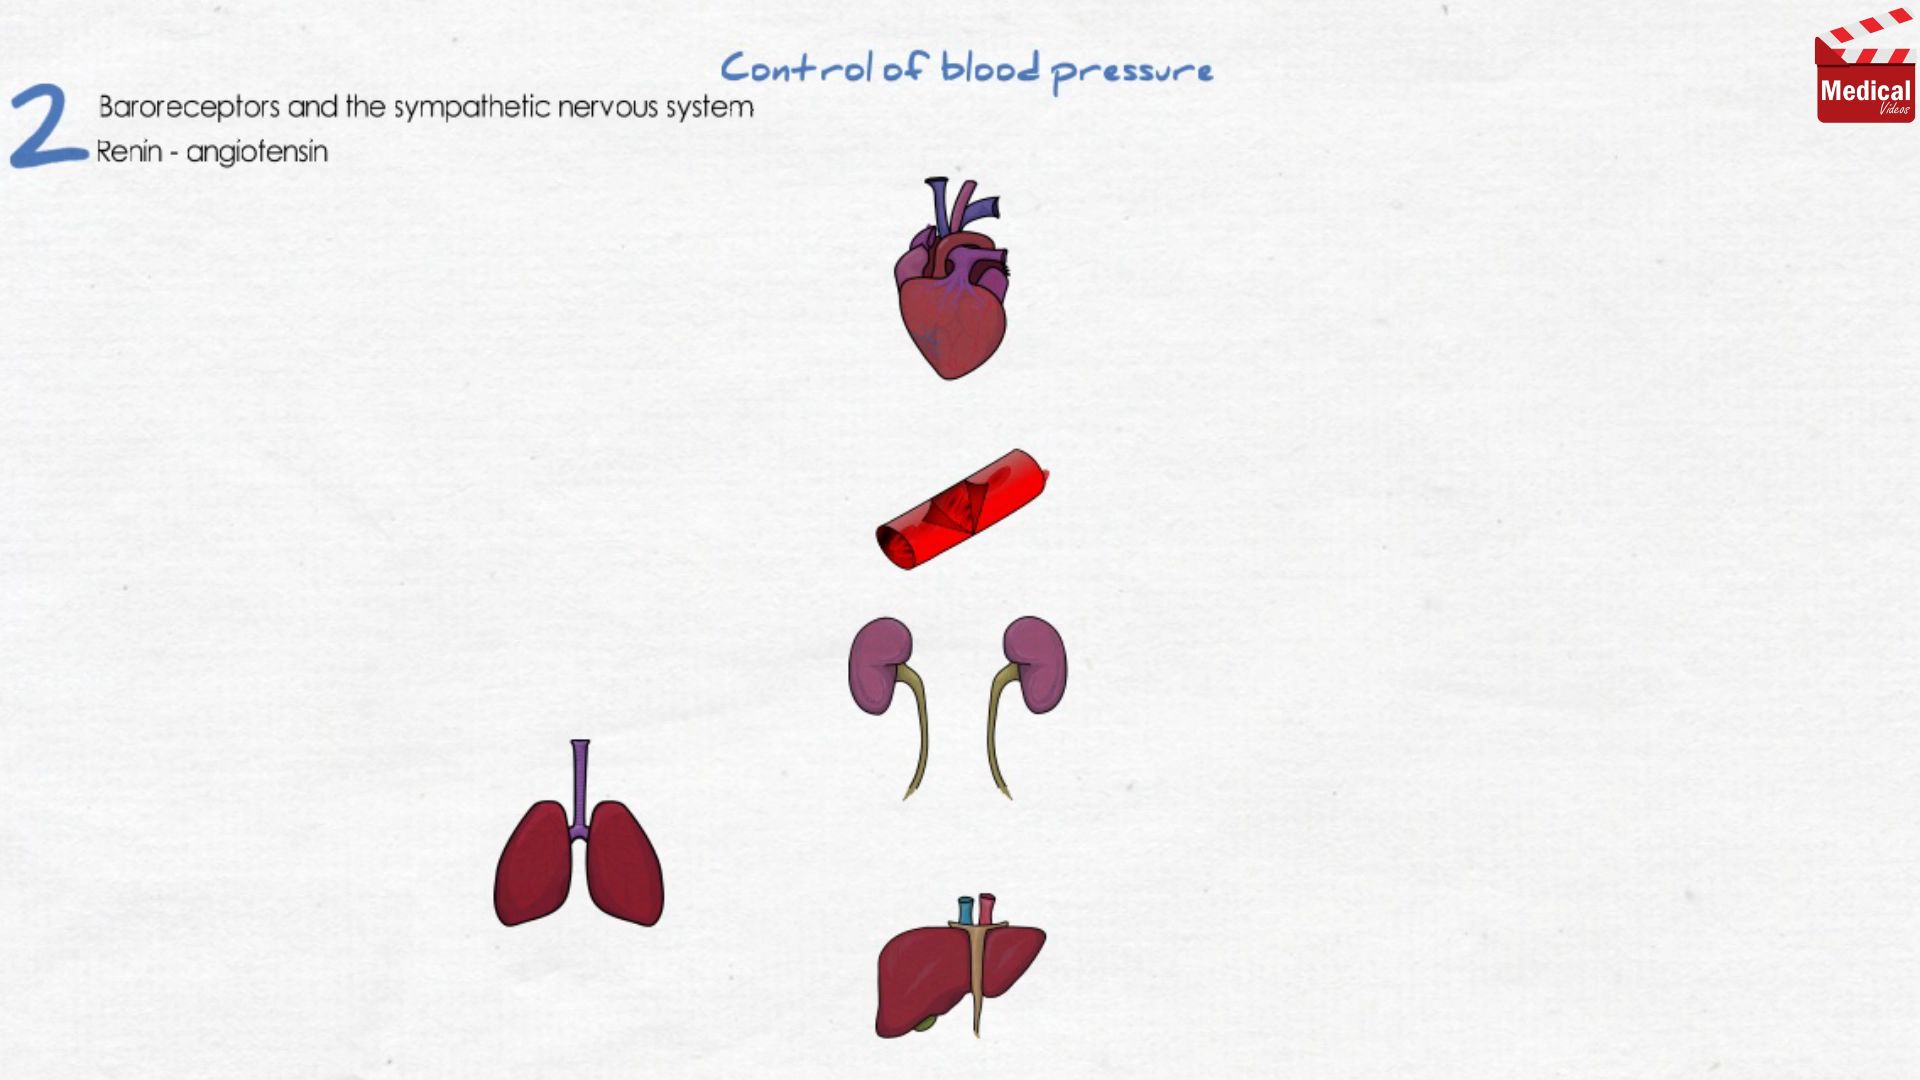 Control of blood pressure
2
Baroreceptors and the sympathetic nervous system
Renin - angiotensin
Medical
Videos